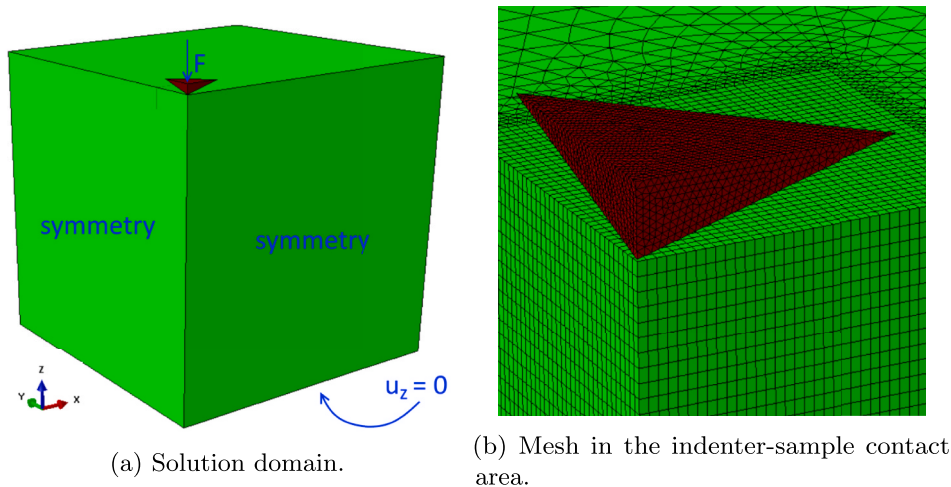 F
symmetry
symmetry
z
Y
x
u_z = 0
(a) Solution domain.
(b) Mesh in the indenter-sample contact
area.